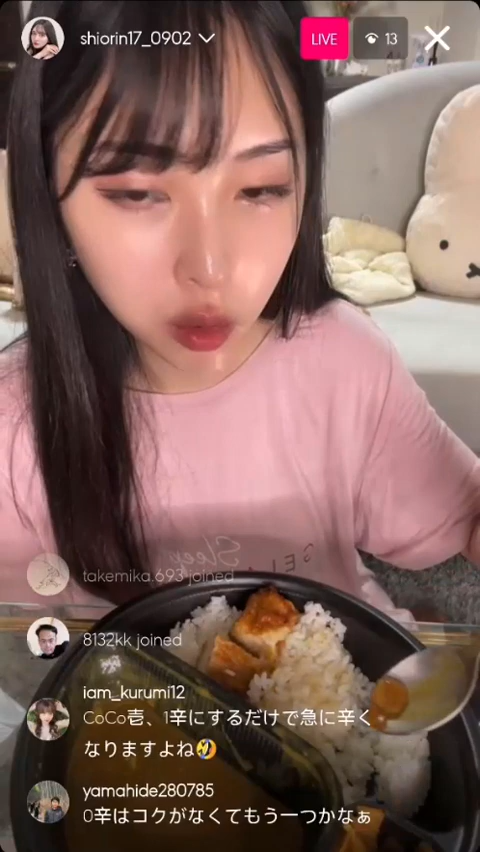 shiorin17_0902
LIVE
13
takemika.693 joined
8132kk joined
iam_kurumi12
CoCo壱、1辛にするだけで急に辛く
なりますよね🤣
yamahide280785
0辛はコクがなくてもう一つかなぁ